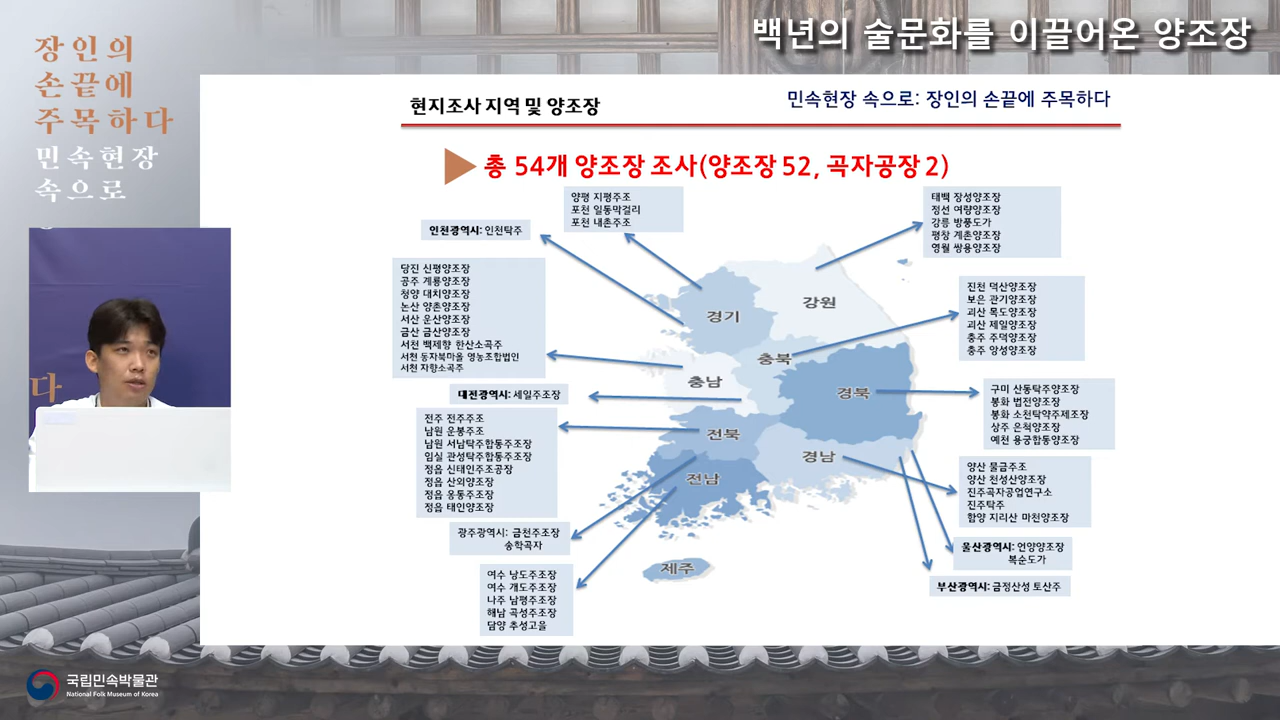 백년의 술문화를 이끌어온 양조장
장인의
손끝에
주목하다
민속현장
속으로
현지조사 지역 및 양조장
민속현장 속으로: 장인의 손끝에 주목하다
총 54개 양조장 조사(양조장 52, 곡자공장 2)
양평 지평주조
포천 일동막걸리
포천 내촌주조
인천광역시: 인천탁주
태백 장성양조장
정선 여량양조장
강릉 방풍도가
평창 계촌양조장
영월 쌍용양조장
당진 신평양조장
공주 계룡양조장
청양 대치양조장
논산 양촌양조장
서산 운산양조장
금산 금산양조장
서천 백제향 한산소곡주
서천 동자북마을 영농조합법인
서천 자향소곡주
진천 덕산양조장
보은 관기양조장
괴산 목도양조장
괴산 제일양조장
충주 주덕양조장
충주 앙성양조장
대전광역시: 세일주조장
구미 산동탁주양조장
봉화 법전양조장
봉화 소천탁약주제조장
상주 은척양조장
예천 용궁합동양조장
전주 전주주조
남원 운봉주조
남원 서남탁주합동주조장
임실 관성탁주합동주조장
정읍 신태인주조공장
정읍 산외양조장
정읍 옹동주조장
정읍 태인양조장
양산 물금주조
양산 천성산양조장
진주곡자공업연구소
진주탁주
함양 지리산 마천양조장
광주광역시: 금천주조장
송학곡자
울산광역시: 언양양조장
복순도가
부산광역시: 금정산성 토산주
여수 낭도주조장
여수 개도주조장
나주 남평주조장
해남 곡성주조장
담양 추성고을
경기
강원
충북
충남
경북
전북
경남
전남
제주
다
국립민속박물관
National Folk Museum of Korea